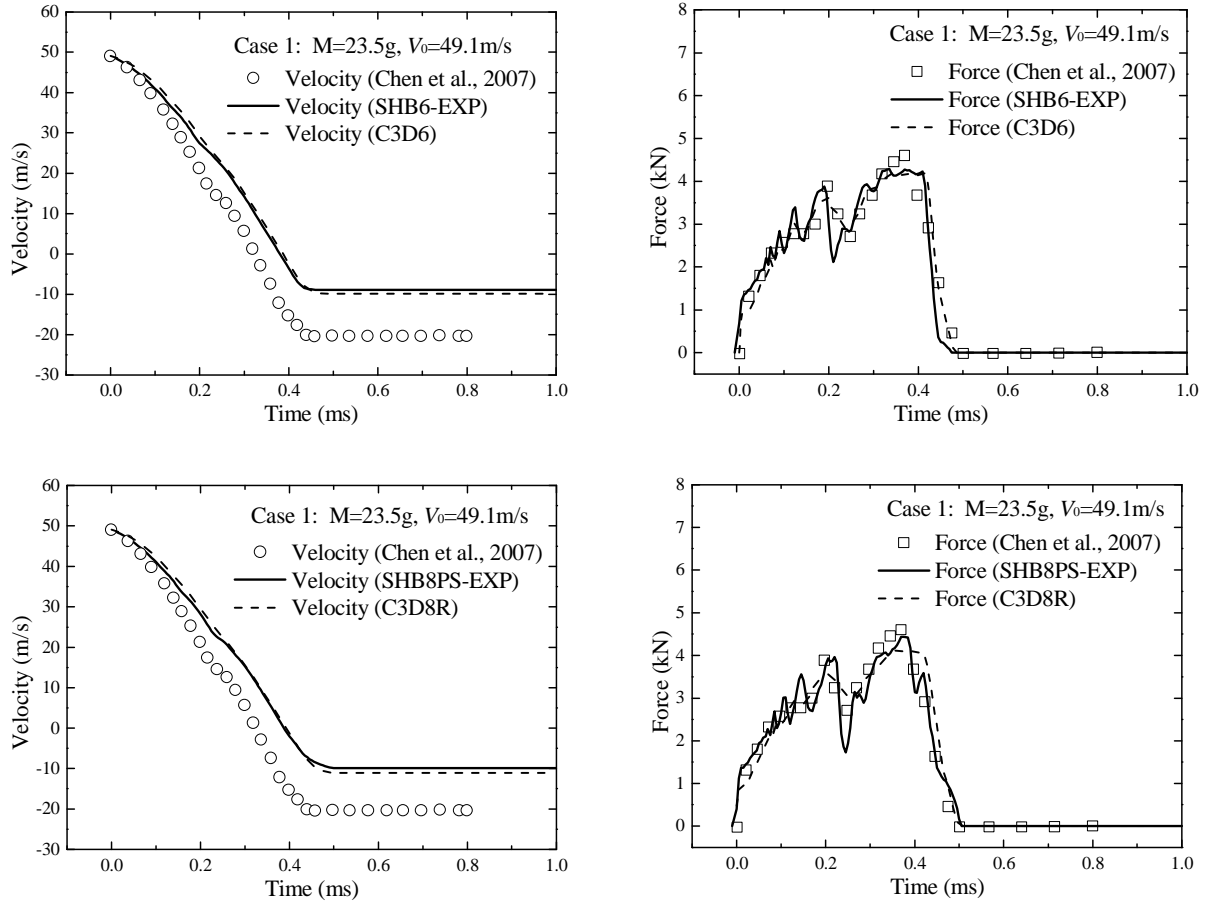 60
50
40
30
20
10
0
-10
-20
-30
Velocity (m/s)
Case 1: M=23.5g, V0=49.1m/s
Velocity (Chen et al., 2007)
Velocity (SHB6-EXP)
Velocity (C3D6)
0.0 0.2 0.4 0.6 0.8 1.0
Time (ms)
8
7
6
5
4
3
2
1
0
Force (kN)
Case 1: M=23.5g, V0=49.1m/s
Force (Chen et al., 2007)
Force (SHB6-EXP)
Force (C3D6)
0.0 0.2 0.4 0.6 0.8 1.0
Time (ms)
60
50
40
30
20
10
0
-10
-20
-30
Velocity (m/s)
Case 1: M=23.5g, V0=49.1m/s
Velocity (Chen et al., 2007)
Velocity (SHB8PS-EXP)
Velocity (C3D8R)
0.0 0.2 0.4 0.6 0.8 1.0
Time (ms)
8
7
6
5
4
3
2
1
0
Force (kN)
Case 1: M=23.5g, V0=49.1m/s
Force (Chen et al., 2007)
Force (SHB8PS-EXP)
Force (C3D8R)
0.0 0.2 0.4 0.6 0.8 1.0
Time (ms)